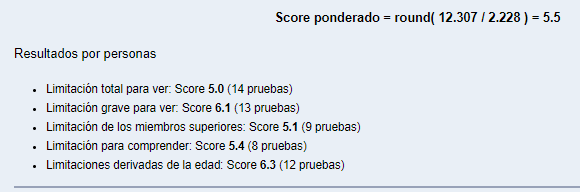 Score ponderado = round( 12.307 / 2.228 ) = 5.5
Resultados por personas
• Limitación total para ver: Score 5.0 (14 pruebas)
• Limitación grave para ver: Score 6.1 (13 pruebas)
• Limitación de los miembros superiores: Score 5.1 (9 pruebas)
• Limitación para comprender: Score 5.4 (8 pruebas)
• Limitaciones derivadas de la edad: Score 6.3 (12 pruebas)